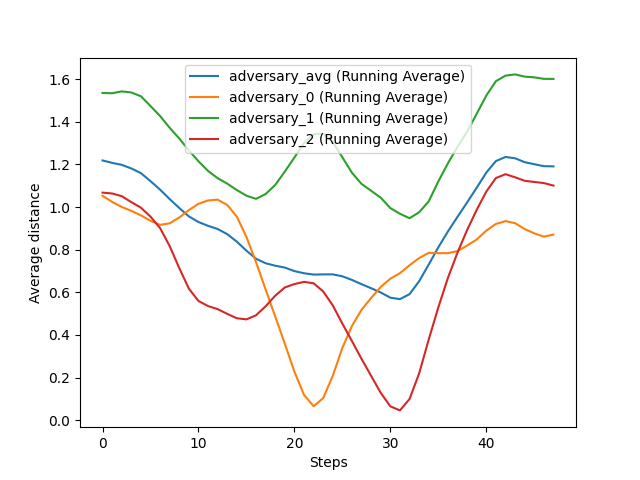 adversary_avg (Running Average)
adversary_0 (Running Average)
adversary_1 (Running Average)
adversary_2 (Running Average)
1.6
1.4
1.2
1.0
0.8
0.6
0.4
0.2
0.0
Average distance
0 10 20 30 40
Steps